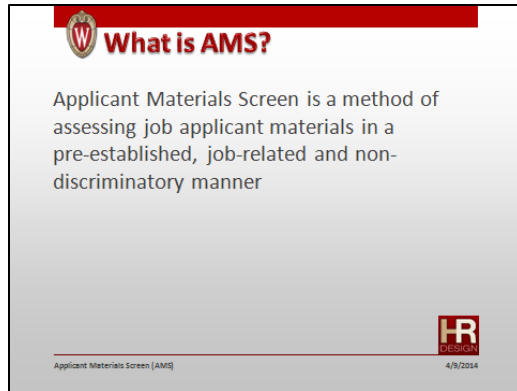 W
What is AMS?
Applicant Materials Screen is a method of
assessing job applicant materials in a
pre-established, job-related and non-
discriminatory manner
HR
DESIGN
Applicant Materials Screen (AMS)
4/9/2014